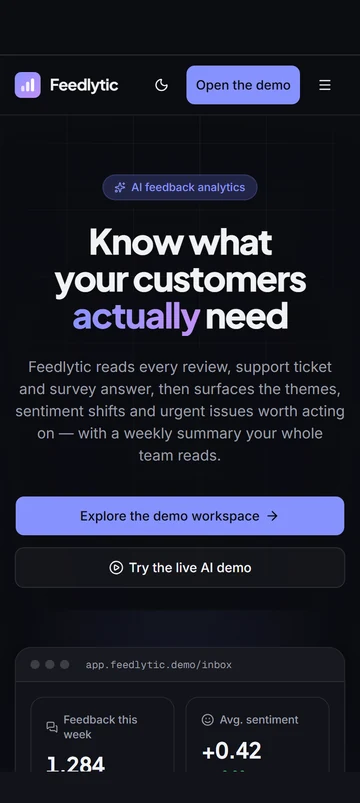 Feedlytic
Open the demo
AI feedback analytics
Know what
your customers
actually need
Feedlytic reads every review, support ticket
and survey answer, then surfaces the themes,
sentiment shifts and urgent issues worth acting
on — with a weekly summary your whole
team reads.
Explore the demo workspace →
Try the live AI demo
app.feedlytic.demo/inbox
Feedback this
week
1,284
Avg. sentiment
+0.42